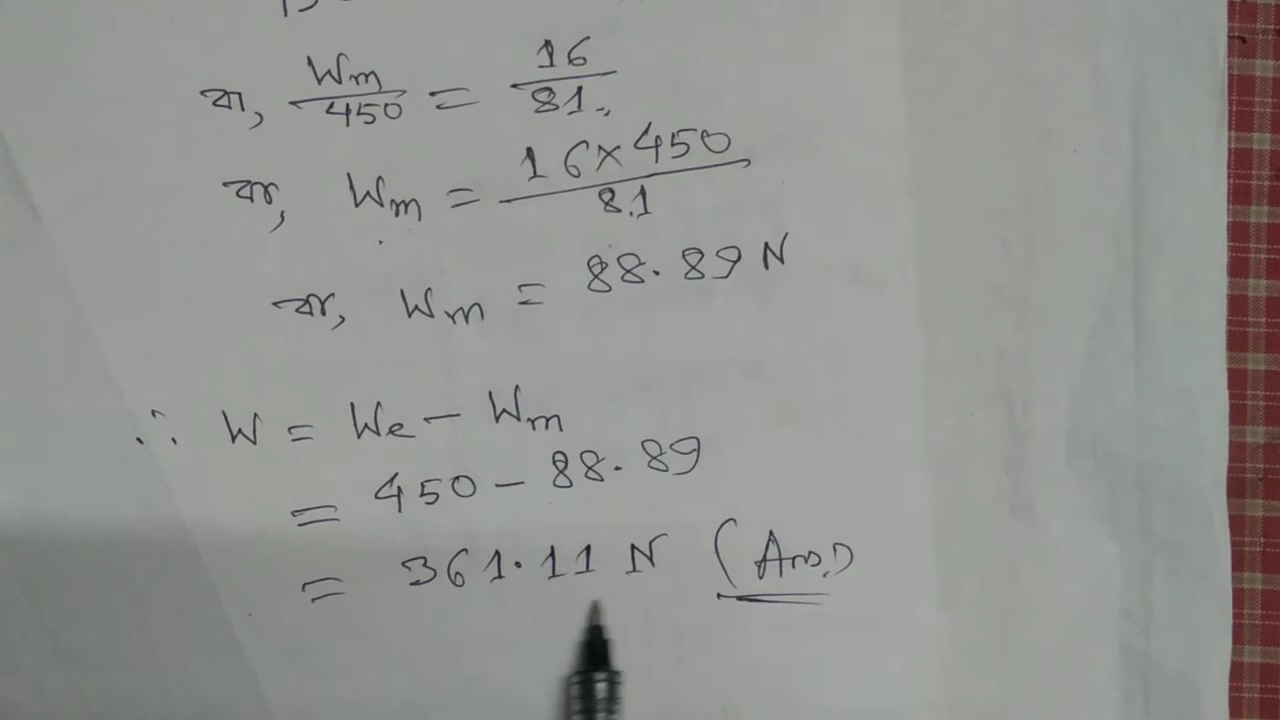 বা, Wm/450 = 16/81
বা, Wm = 16×450/81
বা, Wm = 88.89 N
∴ W = We − Wm
= 450 − 88.89
= 361.11 N (Ans.)